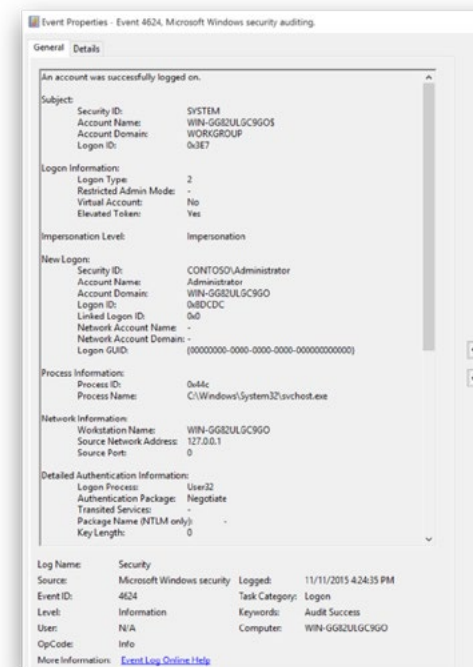 Event Properties - Event 4624, Microsoft Windows security auditing.
General Details
An account was successfully logged on.
Subject:
Security ID: SYSTEM
Account Name: WIN-GG82ULGC9GO$
Account Domain: WORKGROUP
Logon ID: 0x3E7
Logon Information:
Logon Type: 2
Restricted Admin Mode: -
Virtual Account: No
Elevated Token: Yes
Impersonation Level: Impersonation
New Logon:
Security ID: CONTOSO\Administrator
Account Name: Administrator
Account Domain: WIN-GG82ULGC9GO
Logon ID: 0x8DCDC
Linked Logon ID: 0x0
Network Account Name: -
Network Account Domain: -
Logon GUID: {00000000-0000-0000-0000-000000000000}
Process Information:
Process ID: 0x44c
Process Name: C:\Windows\System32\svchost.exe
Network Information:
Workstation Name: WIN-GG82ULGC9GO
Source Network Address: 127.0.0.1
Source Port: 0
Detailed Authentication Information:
Logon Process: User32
Authentication Package: Negotiate
Transited Services: -
Package Name (NTLM only): -
Key Length: 0
Log Name: Security
Source: Microsoft Windows security Logged: 11/11/2015 4:24:35 PM
Event ID: 4624 Task Category: Logon
Level: Information Keywords: Audit Success
User: N/A Computer: WIN-GG82ULGC9GO
OpCode: Info
More Information: Event Log Online Help